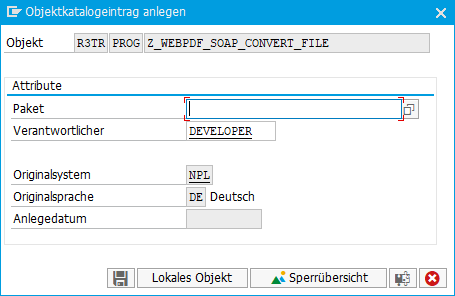 Objektkatalogeintrag anlegen
Objekt R3TR PROG Z_WEBPDF_SOAP_CONVERT_FILE
Attribute
Paket
Verantwortlicher DEVELOPER
Originalsystem NPL
Originalsprache DE Deutsch
Anlegedatum
Lokales Objekt Sperrübersicht